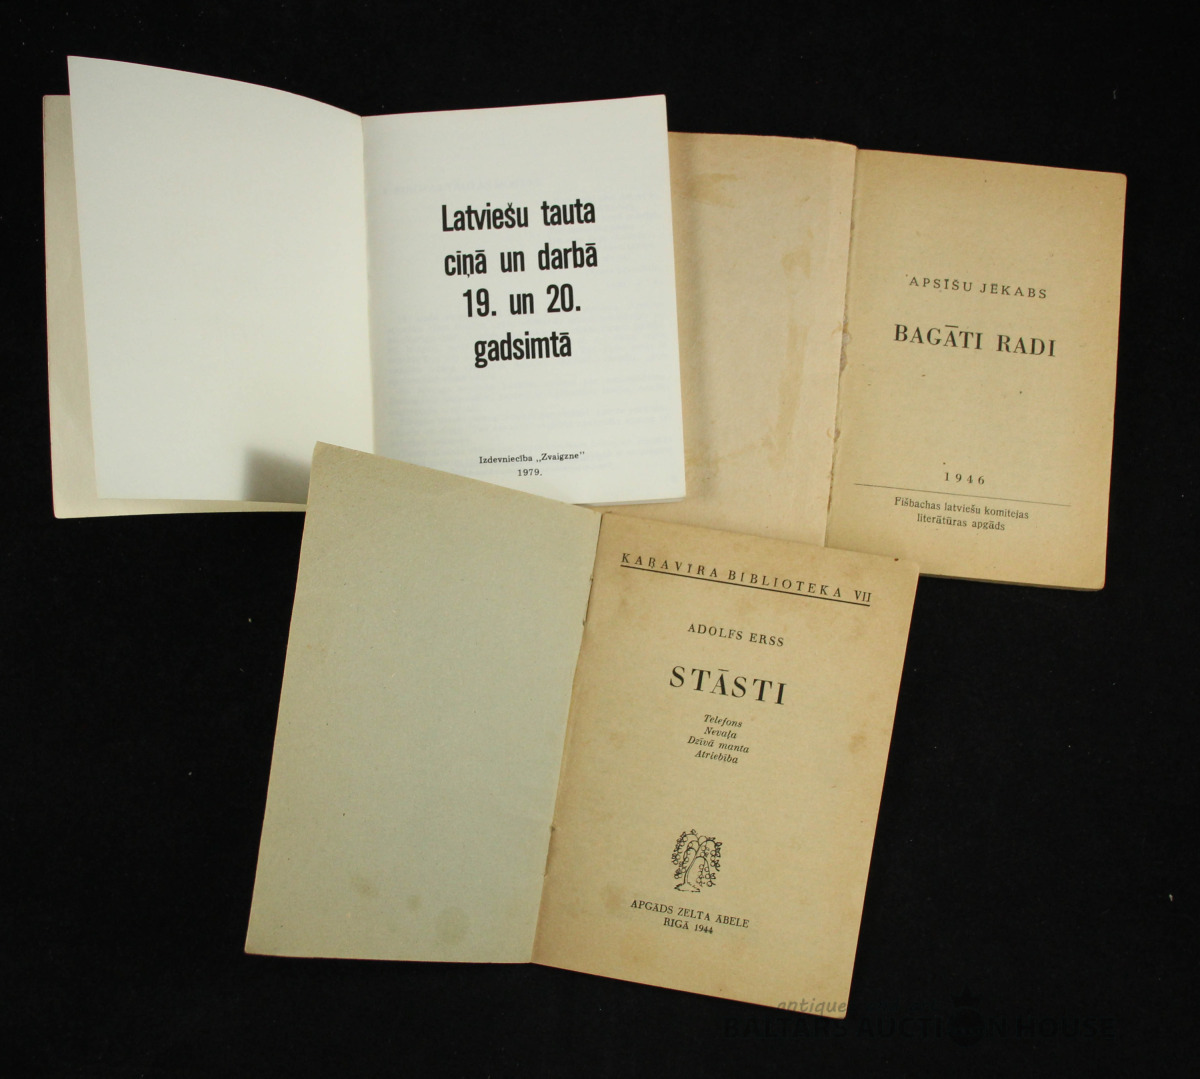 Latviešu tauta
cīņā un darbā
19. un 20.
gadsimtā
Izdevniecība „Zvaigzne"
1979.
APSĪŠU JĒKABS
BAGĀTI RADI
1946
Fišbachas latviešu komitejas
literātūras apgāds
KAŖAVĪRA BIBLIOTEKA VII
ADOLFS ERSS
STĀSTI
Telefons
Nevaļa
Dzīvā manta
Atriebība
APGĀDS ZELTA ĀBELE
RĪGĀ 1944
antique
BALTARS AUCTION HOUSE